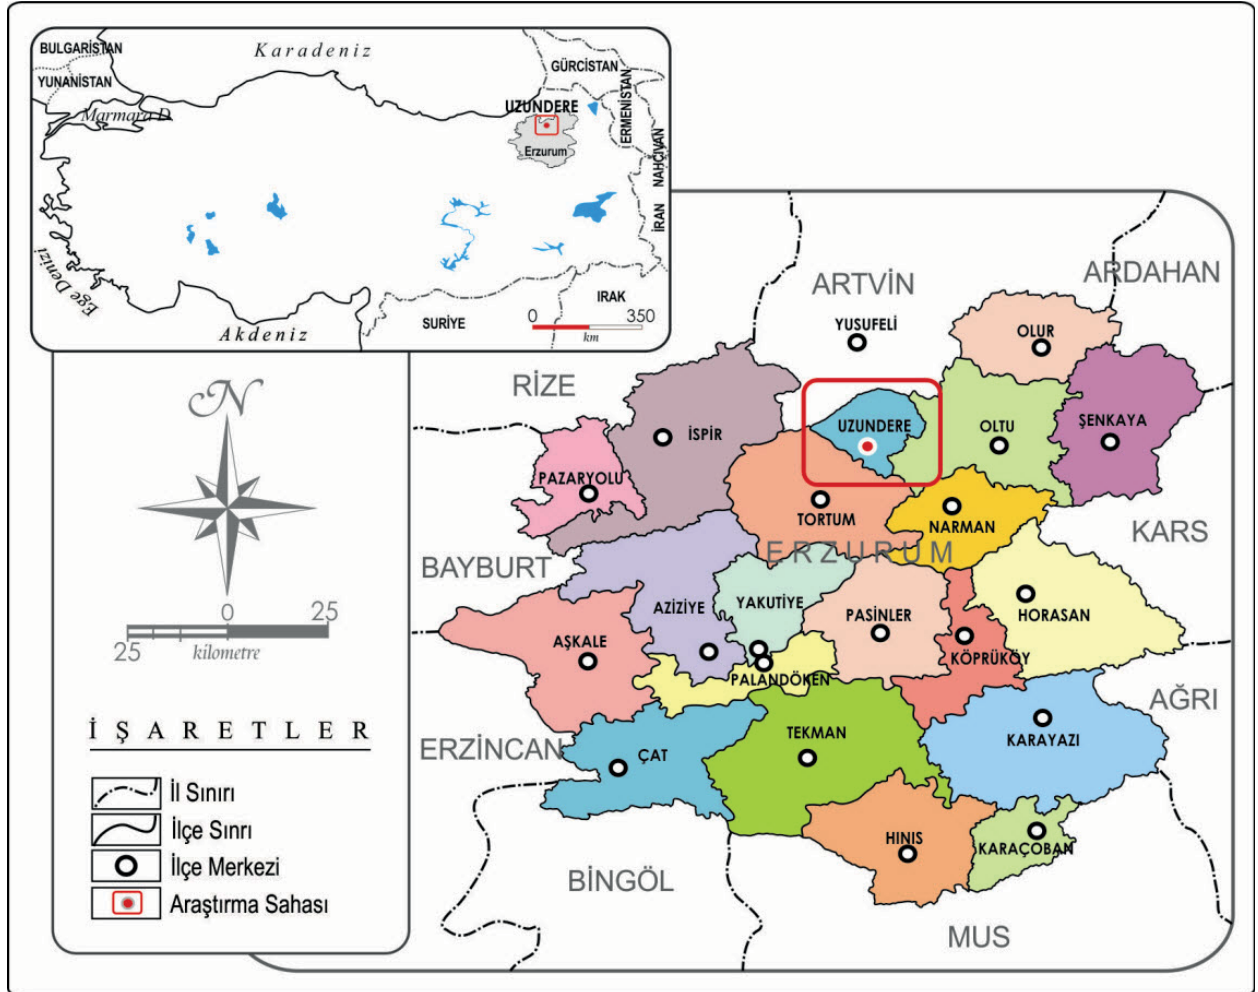 BULGARİSTAN
YUNANİSTAN
Karadeniz
GÜRCİSTAN
ERMENİSTAN
NAHÇIVAN
İRAN
Marmara D.
UZUNDERE
Erzurum
Ege Denizi
Akdeniz
SURİYE
IRAK
0 350
km
N
0 25
25 kilometre
İŞARETLER
İl Sınırı
İlçe Sınrı
İlçe Merkezi
Araştırma Sahası
ARTVİN
ARDAHAN
YUSUFELİ
OLUR
RİZE
İSPİR
UZUNDERE
OLTU
ŞENKAYA
PAZARYOLU
TORTUM
NARMAN
KARS
ERZURUM
BAYBURT
AZİZİYE
YAKUTİYE
PASİNLER
HORASAN
AŞKALE
KÖPRÜKÖY
PALANDÖKEN
AĞRI
ERZİNCAN
ÇAT
TEKMAN
KARAYAZI
HINIS
KARAÇOBAN
BİNGÖL
MUS